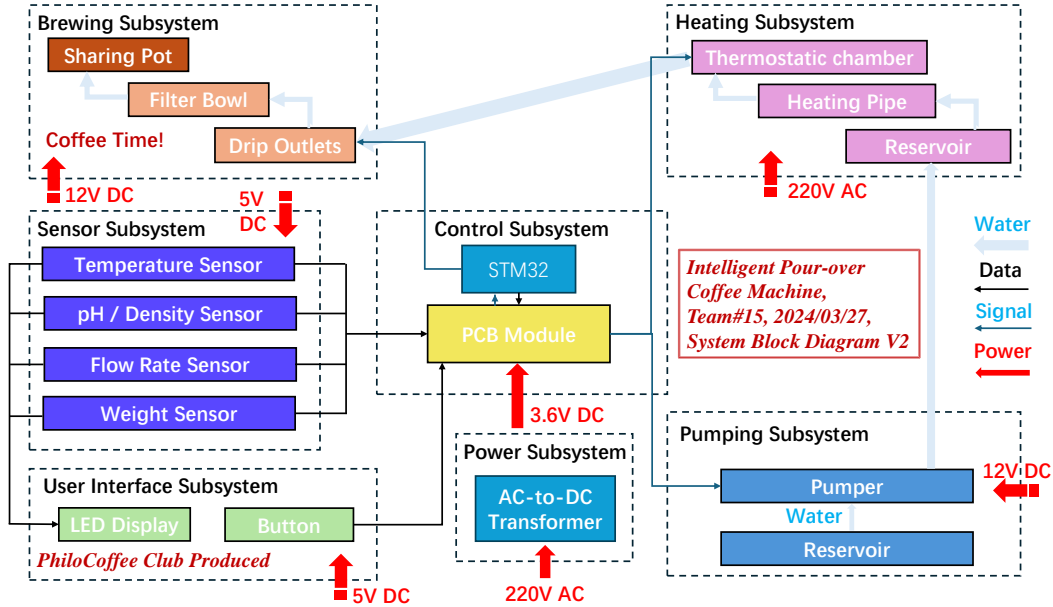 Brewing Subsystem
Sharing Pot
Filter Bowl
Coffee Time!
Drip Outlets
12V DC
Heating Subsystem
Thermostatic chamber
Heating Pipe
Reservoir
220V AC
5V
DC
Sensor Subsystem
Temperature Sensor
pH / Density Sensor
Flow Rate Sensor
Weight Sensor
Control Subsystem
STM32
PCB Module
3.6V DC
Intelligent Pour-over
Coffee Machine,
Team#15, 2024/03/27,
System Block Diagram V2
Water
Data
Signal
Power
User Interface Subsystem
LED Display
Button
PhiloCoffee Club Produced
5V DC
Power Subsystem
AC-to-DC
Transformer
220V AC
Pumping Subsystem
12V DC
Pumper
Water
Reservoir